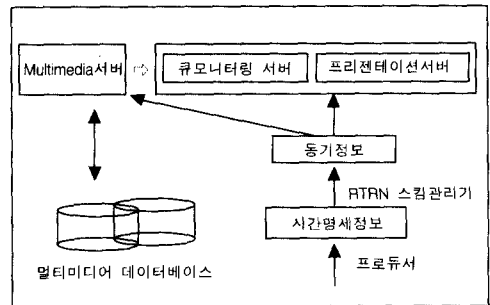 Multimedia서버
큐모니터링 서버
프리젠테이션서버
동기정보
RTRN 스킴관리기
시간명세정보
멀티미디어 데이터베이스
프로듀서